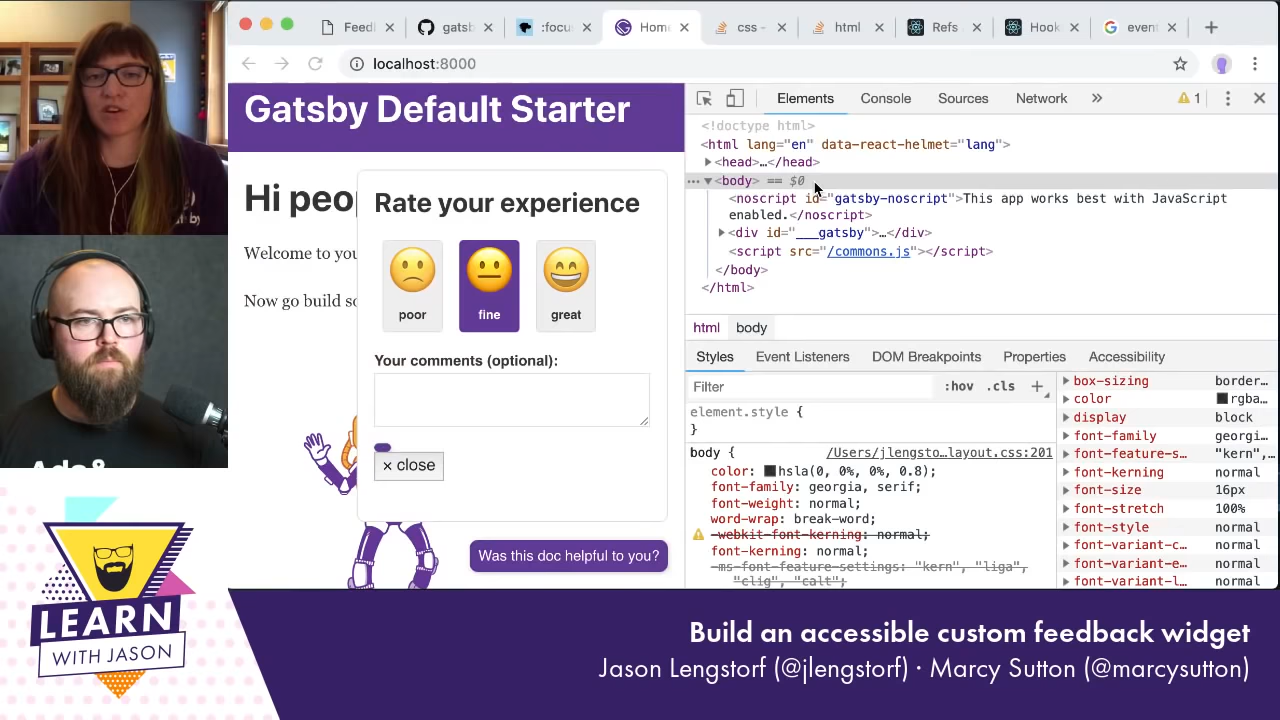 Feedl
gatsb
:focus
Home
css -
html
Refs
Hook
event
localhost:8000
Gatsby Default Starter
Hi peop
Welcome to you
Now go build so
Rate your experience
poor
fine
great
Your comments (optional):
× close
Was this doc helpful to you?
Elements
Console
Sources
Network
1
<!doctype html>
<html lang="en" data-react-helmet="lang">
<head>…</head>
<body> == $0
<noscript id="gatsby-noscript">This app works best with JavaScript
enabled.</noscript>
<div id="___gatsby">…</div>
<script src="/commons.js"></script>
</body>
</html>
html
body
Styles
Event Listeners
DOM Breakpoints
Properties
Accessibility
Filter
:hov
.cls
element.style {
}
body {
/Users/jlengsto…layout.css:201
color: hsla(0, 0%, 0%, 0.8);
font-family: georgia, serif;
font-weight: normal;
word-wrap: break-word;
-webkit-font-kerning: normal;
font-kerning: normal;
-ms-font-feature-settings: "kern", "liga",
"clig", "calt";
box-sizing border…
color rgba…
display block
font-family georgi…
font-feature-s… "kern",…
font-kerning normal
font-size 16px
font-stretch 100%
font-style normal
font-variant-c… normal
font-variant-e… normal
font-variant-l… normal
LEARN
WITH JASON
Build an accessible custom feedback widget
Jason Lengstorf (@jlengstorf) · Marcy Sutton (@marcysutton)